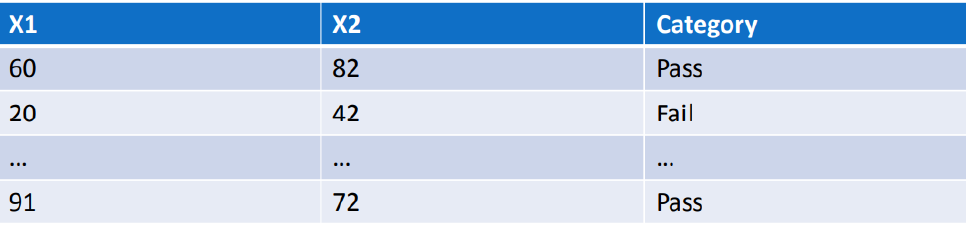 X1 X2 Category
60 82 Pass
20 42 Fail
... ... ...
91 72 Pass